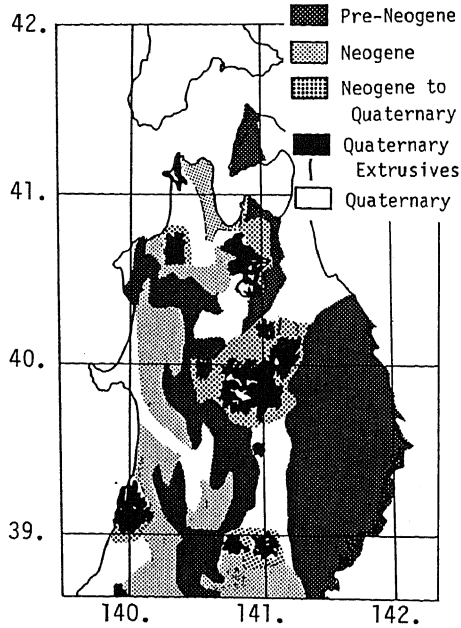 42.
Pre-Neogene
Neogene
Neogene to
Quaternary
Quaternary
Extrusives
Quaternary
41.
40.
39.
140. 141. 142.